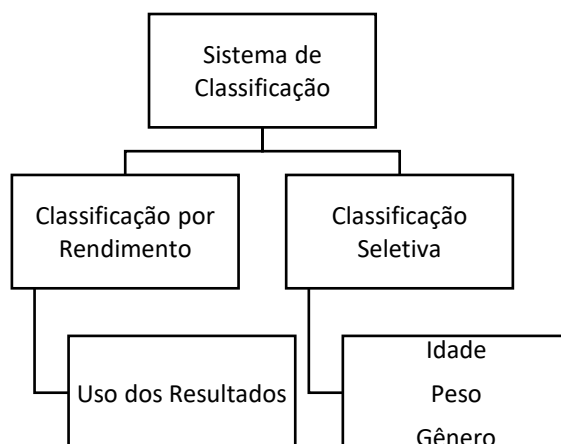 Sistema de
Classificação
Classificação por
Rendimento
Classificação
Seletiva
Uso dos Resultados
Idade
Peso
Gênero